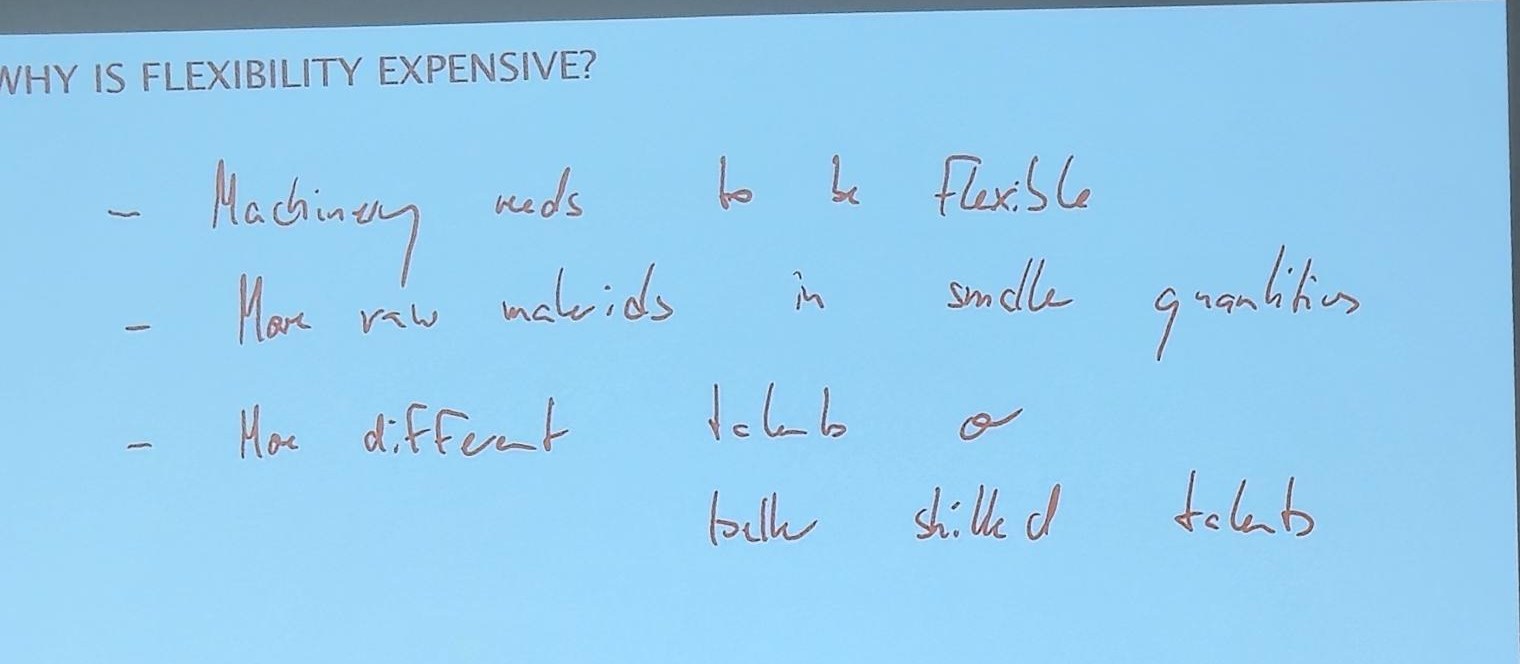 WHY IS FLEXIBILITY EXPENSIVE?
- Machinery needs to be flexible
- More raw materials in smaller quantities
- More different talents or
better skilled talents